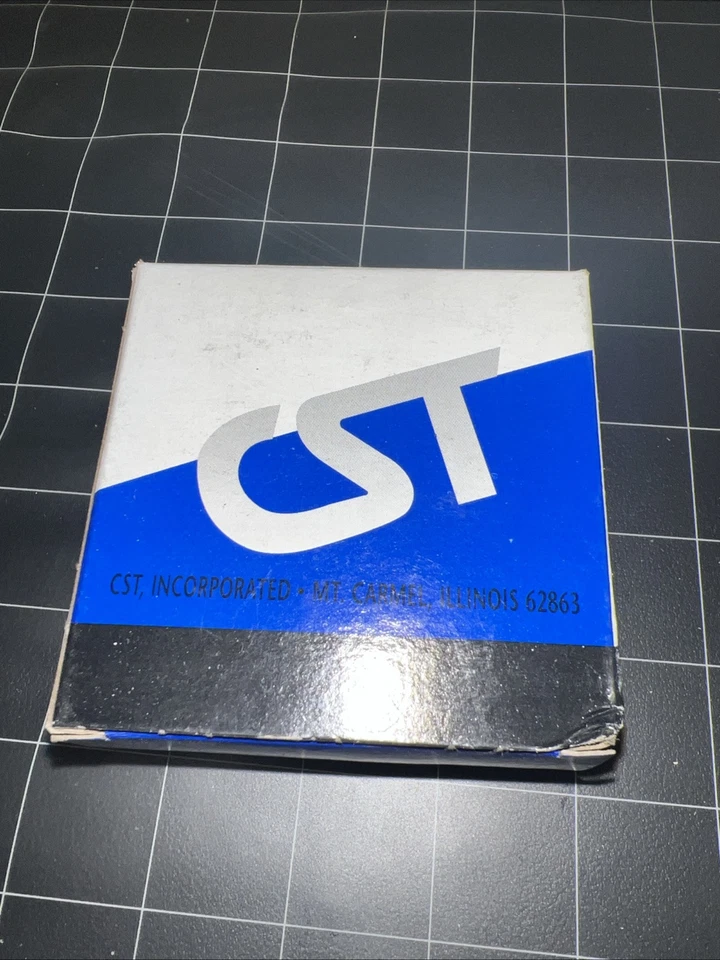 CST
CST, INCORPORATED • MT. CARMEL, ILLINOIS 62863